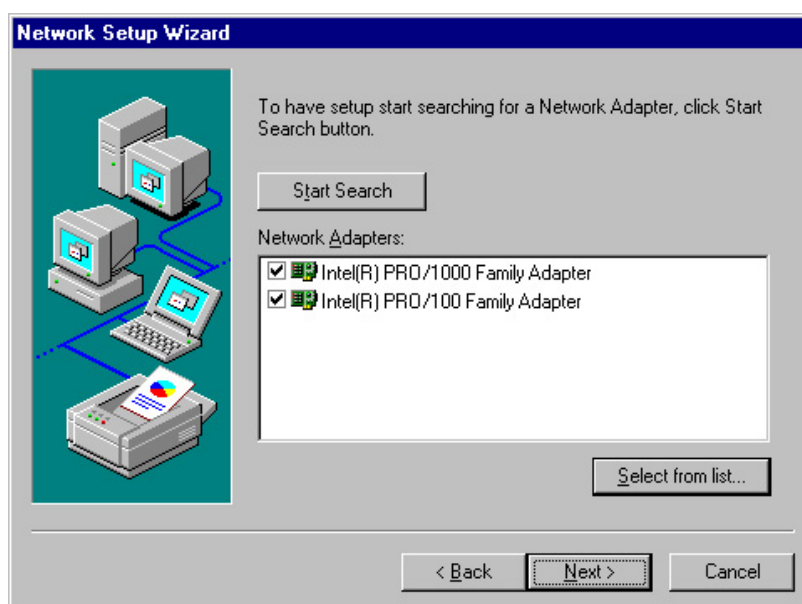 Network Setup Wizard
To have setup start searching for a Network Adapter, click Start
Search button.
Start Search
Network Adapters:
Intel(R) PRO/1000 Family Adapter
Intel(R) PRO/100 Family Adapter
Select from list...
< Back
Next >
Cancel